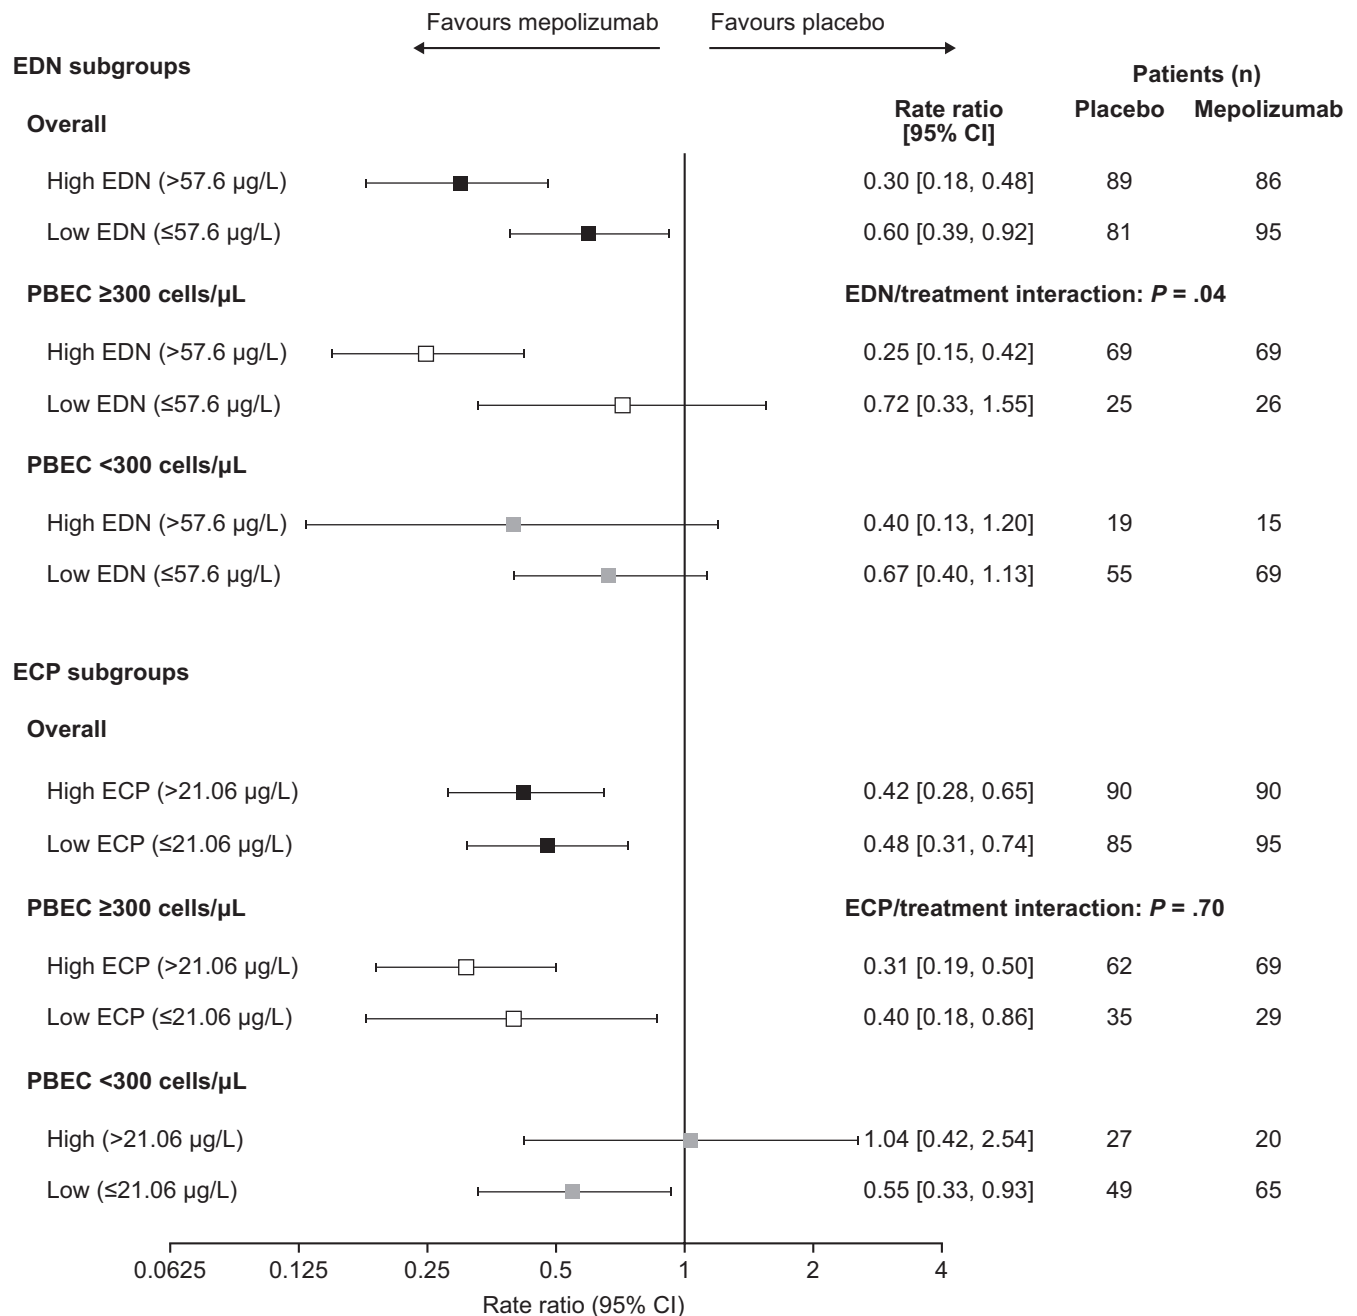 Favours mepolizumab Favours placebo
EDN subgroups
Patients (n)
Overall Rate ratio [95% CI] Placebo Mepolizumab
High EDN (>57.6 µg/L) 0.30 [0.18, 0.48] 89 86
Low EDN (≤57.6 µg/L) 0.60 [0.39, 0.92] 81 95
PBEC ≥300 cells/µL EDN/treatment interaction: P = .04
High EDN (>57.6 µg/L) 0.25 [0.15, 0.42] 69 69
Low EDN (≤57.6 µg/L) 0.72 [0.33, 1.55] 25 26
PBEC <300 cells/µL
High EDN (>57.6 µg/L) 0.40 [0.13, 1.20] 19 15
Low EDN (≤57.6 µg/L) 0.67 [0.40, 1.13] 55 69
ECP subgroups
Overall
High ECP (>21.06 µg/L) 0.42 [0.28, 0.65] 90 90
Low ECP (≤21.06 µg/L) 0.48 [0.31, 0.74] 85 95
PBEC ≥300 cells/µL ECP/treatment interaction: P = .70
High ECP (>21.06 µg/L) 0.31 [0.19, 0.50] 62 69
Low ECP (≤21.06 µg/L) 0.40 [0.18, 0.86] 35 29
PBEC <300 cells/µL
High (>21.06 µg/L) 1.04 [0.42, 2.54] 27 20
Low (≤21.06 µg/L) 0.55 [0.33, 0.93] 49 65
0.0625 0.125 0.25 0.5 1 2 4
Rate ratio (95% CI)